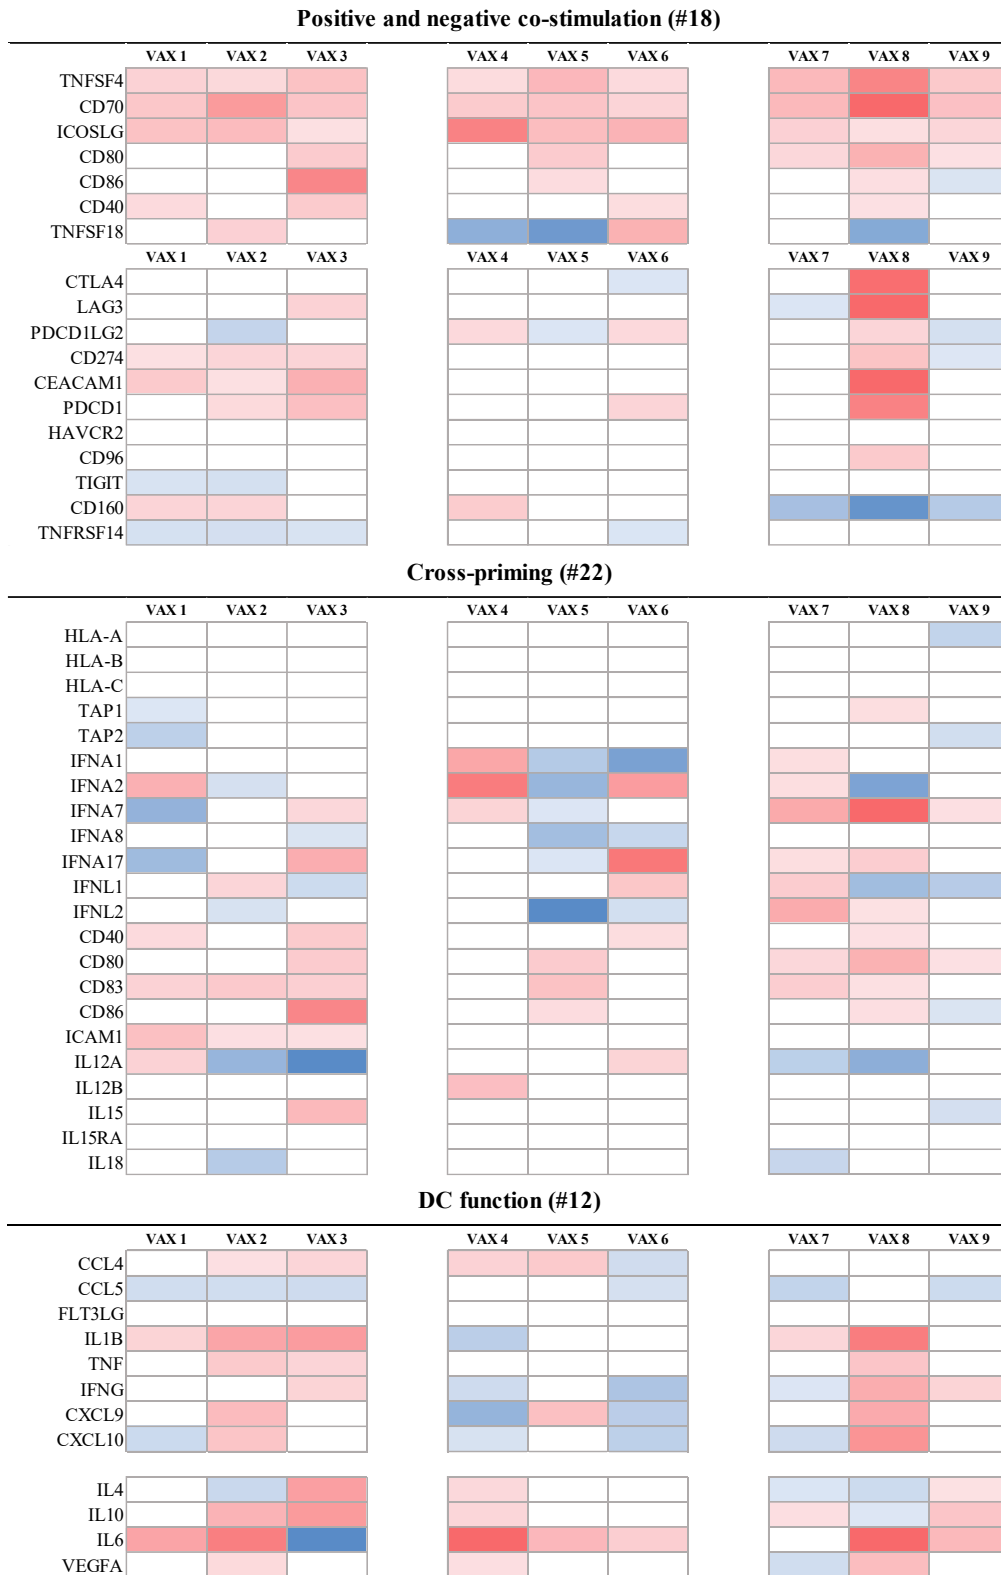 Positive and negative co-stimulation (#18)
VAX 1 VAX 2 VAX 3 VAX 4 VAX 5 VAX 6 VAX 7 VAX 8 VAX 9
TNFSF4
CD70
ICOSLG
CD80
CD86
CD40
TNFSF18
VAX 1 VAX 2 VAX 3 VAX 4 VAX 5 VAX 6 VAX 7 VAX 8 VAX 9
CTLA4
LAG3
PDCD1LG2
CD274
CEACAM1
PDCD1
HAVCR2
CD96
TIGIT
CD160
TNFRSF14
Cross-priming (#22)
VAX 1 VAX 2 VAX 3 VAX 4 VAX 5 VAX 6 VAX 7 VAX 8 VAX 9
HLA-A
HLA-B
HLA-C
TAP1
TAP2
IFNA1
IFNA2
IFNA7
IFNA8
IFNA17
IFNL1
IFNL2
CD40
CD80
CD83
CD86
ICAM1
IL12A
IL12B
IL15
IL15RA
IL18
DC function (#12)
VAX 1 VAX 2 VAX 3 VAX 4 VAX 5 VAX 6 VAX 7 VAX 8 VAX 9
CCL4
CCL5
FLT3LG
IL1B
TNF
IFNG
CXCL9
CXCL10
IL4
IL10
IL6
VEGFA